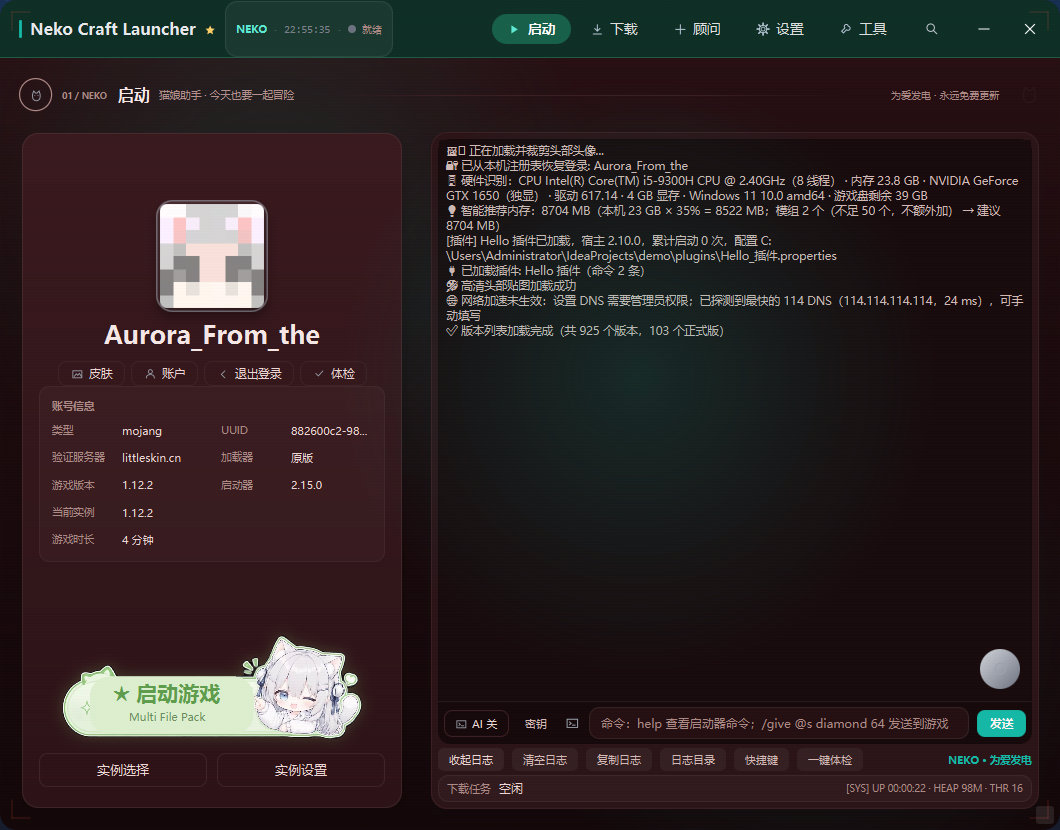 Neko Craft Launcher ★
NEKO · 22:55:35 · 就绪
启动
下载
顾问
设置
工具
01 / NEKO 启动 猫娘助手 · 今天也要一起冒险
为爱发电 · 永远免费更新
Aurora_From_the
皮肤
账户
退出登录
体检
账号信息
类型 mojang UUID 882600c2-98...
验证服务器 littleskin.cn 加载器 原版
游戏版本 1.12.2 启动器 2.15.0
当前实例 1.12.2
游戏时长 4 分钟
★ 启动游戏
Multi File Pack
实例选择
实例设置
正在加载并裁剪头部头像...
已从本机注册表恢复登录: Aurora_From_the
硬件识别：CPU Intel(R) Core(TM) i5-9300H CPU @ 2.40GHz（8 线程） · 内存 23.8 GB · NVIDIA GeForce
GTX 1650（独显） · 驱动 617.14 · 4 GB 显存 · Windows 11 10.0 amd64 · 游戏盘剩余 39 GB
智能推荐内存：8704 MB（本机 23 GB × 35% = 8522 MB；模组 2 个（不足 50 个，不额外加） → 建议
8704 MB）
[插件] Hello 插件已加载，宿主 2.10.0，累计启动 0 次，配置 C:
\Users\Administrator\IdeaProjects\demo\plugins\Hello_插件.properties
已加载插件: Hello 插件（命令 2 条）
高清头部贴图加载成功
网络加速未生效：设置 DNS 需要管理员权限；已探测到最快的 114 DNS（114.114.114.114，24 ms），可手
动填写
版本列表加载完成（共 925 个版本，103 个正式版）
AI 关
密钥
命令：help 查看启动器命令；/give @s diamond 64 发送到游戏
发送
收起日志
清空日志
复制日志
日志目录
快捷键
一键体检
NEKO • 为爱发电
下载任务 空闲
[SYS] UP 00:00:22 · HEAP 98M · THR 16